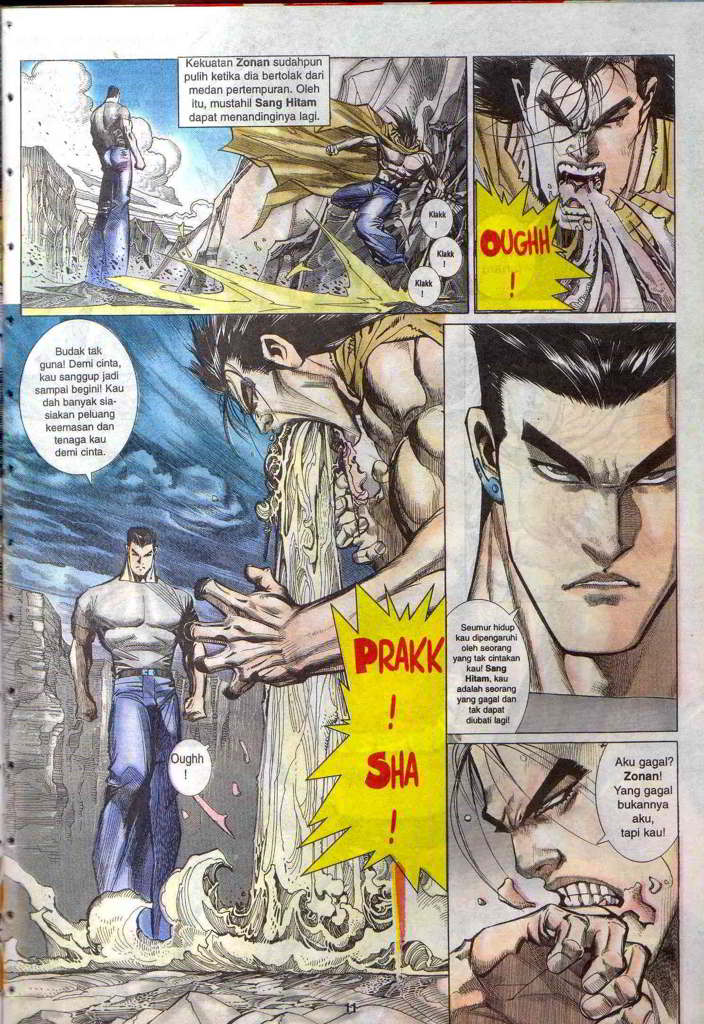 Kekuatan Zonan sudahpun
pulih ketika dia bertolak dari
medan pertempuran. Oleh
itu, mustahil Sang Hitam
dapat menandinginya lagi.
Klakk
!
Klakk
!
Klakk
!
OUGHH
!
Budak tak
guna! Demi cinta,
kau sanggup jadi
sampai begini! Kau
dah banyak sia-
siakan peluang
keemasan dan
tenaga kau
demi cinta.
Oughh
!
PRAKK
!
SHA
!
Seumur hidup
kau dipengaruhi
oleh seorang
yang tak cintakan
kau! Sang
Hitam, kau
adalah seorang
yang gagal dan
tak dapat
diubati lagi!
Aku gagal?
Zonan!
Yang gagal
bukannya
aku,
tapi kau!
11